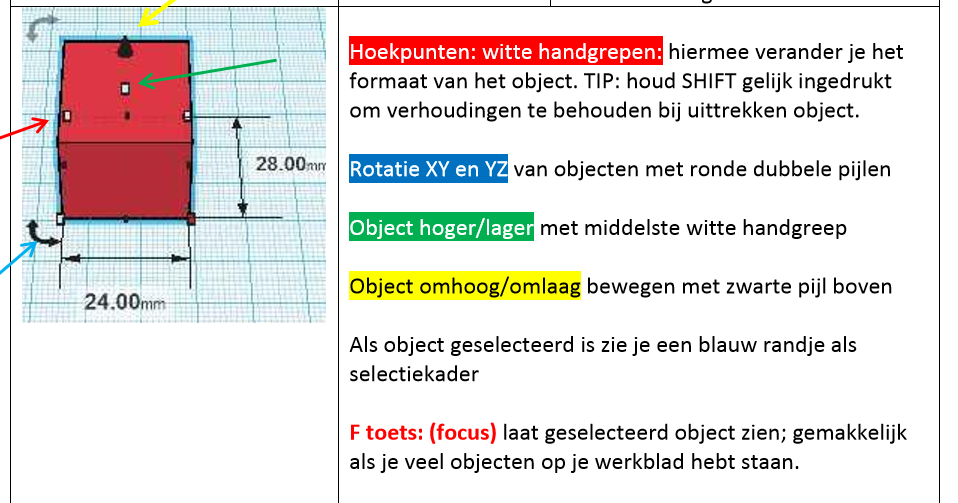 Hoekpunten: witte handgrepen: hiermee verander je het
formaat van het object. TIP: houd SHIFT gelijk ingedrukt
om verhoudingen te behouden bij uittrekken object.
Rotatie XY en YZ van objecten met ronde dubbele pijlen
Object hoger/lager met middelste witte handgreep
Object omhoog/omlaag bewegen met zwarte pijl boven
Als object geselecteerd is zie je een blauw randje als
selectiekader
F toets: (focus) laat geselecteerd object zien; gemakkelijk
als je veel objecten op je werkblad hebt staan.
28.00mm
24.00mm